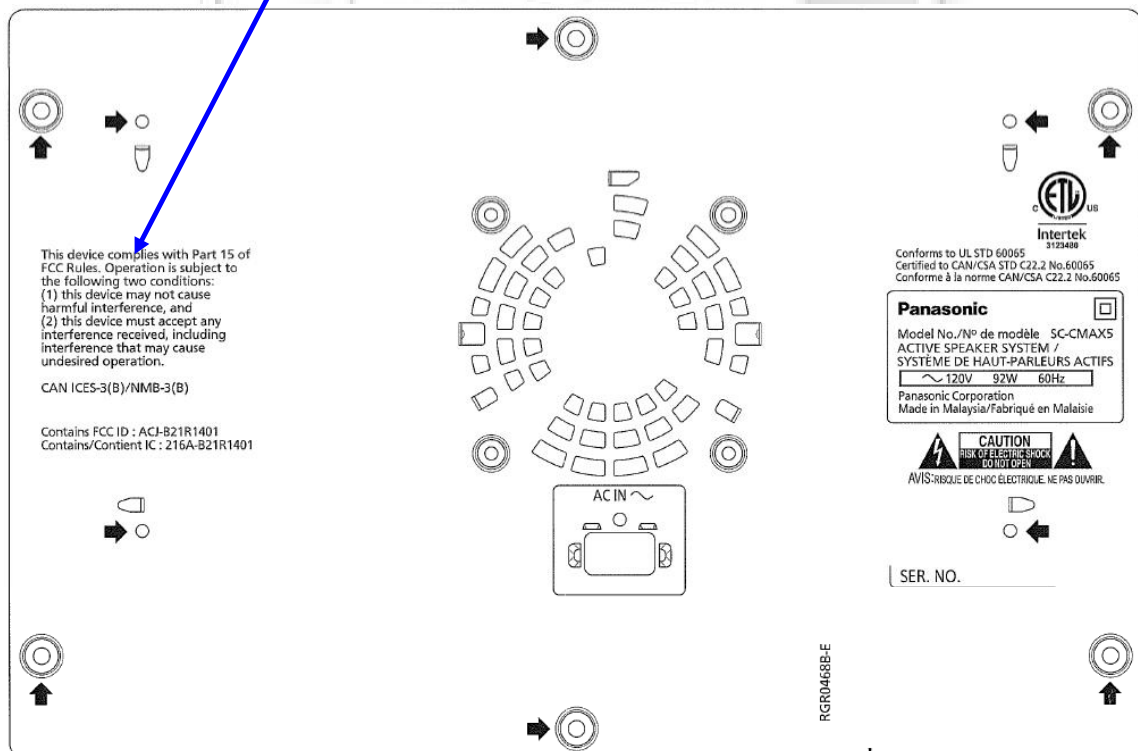 This device complies with Part 15 of
FCC Rules. Operation is subject to
the following two conditions:
(1) this device may not cause
harmful interference, and
(2) this device must accept any
interference received, including
interference that may cause
undesired operation.
CAN ICES-3(B)/NMB-3(B)
Contains FCC ID : ACJ-B21R1401
Contains/Contient IC : 216A-B21R1401
AC IN
C ETL US
Intertek
3123480
Conforms to UL STD 60065
Certified to CAN/CSA STD C22.2 No.60065
Conforme à la norme CAN/CSA C22.2 No.60065
Panasonic
Model No./Nº de modèle SC-CMAX5
ACTIVE SPEAKER SYSTEM /
SYSTÈME DE HAUT-PARLEURS ACTIFS
120V 92W 60Hz
Panasonic Corporation
Made in Malaysia/Fabriqué en Malaisie
CAUTION
RISK OF ELECTRIC SHOCK
DO NOT OPEN
AVIS:RISQUE DE CHOC ÉLECTRIQUE. NE PAS OUVRIR.
SER. NO.
RGR0468B-E